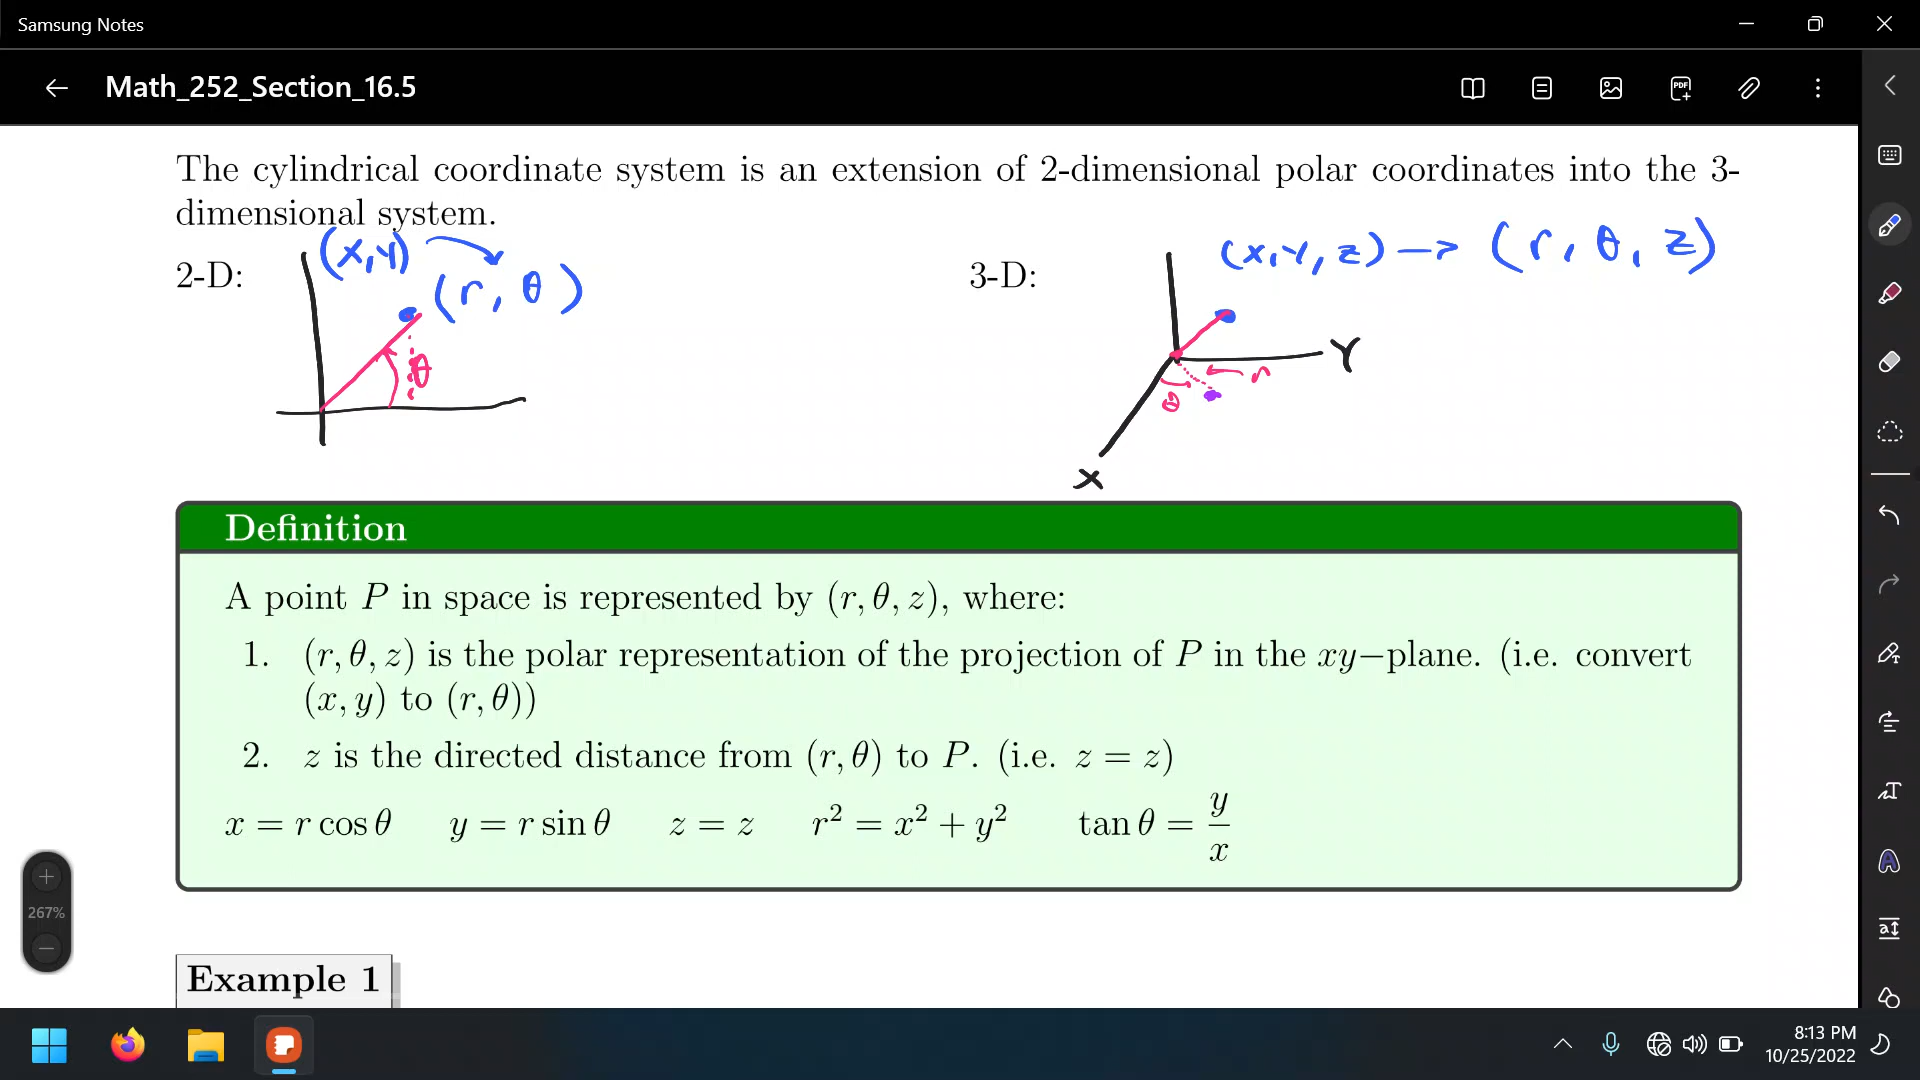 Samsung Notes
Math_252_Section_16.5
The cylindrical coordinate system is an extension of 2-dimensional polar coordinates into the 3-
dimensional system.
2-D:
(x,y)
(r, θ)
θ
3-D:
(x,y,z) → (r, θ, z)
Y
r
θ
X
Definition
A point P in space is represented by (r, θ, z), where:
1. (r, θ, z) is the polar representation of the projection of P in the xy−plane. (i.e. convert
(x, y) to (r, θ))
2. z is the directed distance from (r, θ) to P. (i.e. z = z)
x = r cos θ y = r sin θ z = z r² = x² + y² tan θ = y/x
Example 1
267%
8:13 PM
10/25/2022